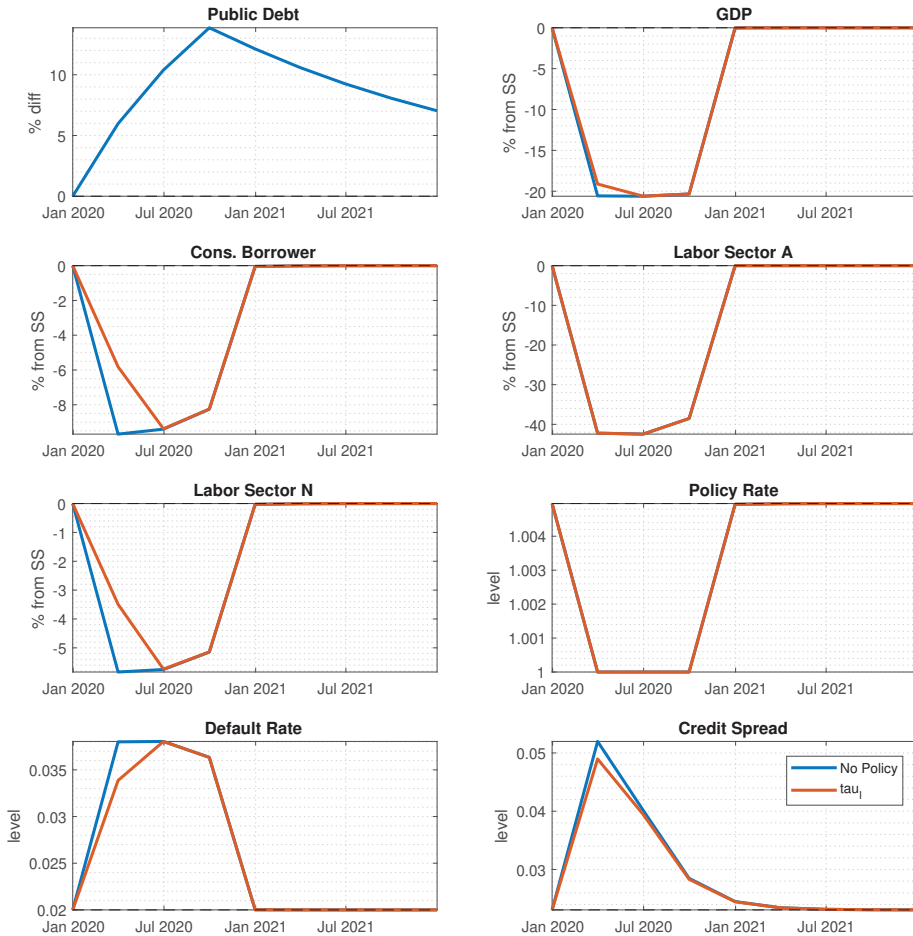 Public Debt
% diff
10
5
0
Jan 2020 Jul 2020 Jan 2021 Jul 2021
GDP
% from SS
0
-5
-10
-15
-20
Jan 2020 Jul 2020 Jan 2021 Jul 2021
Cons. Borrower
% from SS
0
-2
-4
-6
-8
Jan 2020 Jul 2020 Jan 2021 Jul 2021
Labor Sector A
% from SS
0
-10
-20
-30
-40
Jan 2020 Jul 2020 Jan 2021 Jul 2021
Labor Sector N
% from SS
0
-1
-2
-3
-4
-5
Jan 2020 Jul 2020 Jan 2021 Jul 2021
Policy Rate
level
1.004
1.003
1.002
1.001
1
Jan 2020 Jul 2020 Jan 2021 Jul 2021
Default Rate
level
0.035
0.03
0.025
0.02
Jan 2020 Jul 2020 Jan 2021 Jul 2021
Credit Spread
level
0.05
0.04
0.03
No Policy
tau_l
Jan 2020 Jul 2020 Jan 2021 Jul 2021